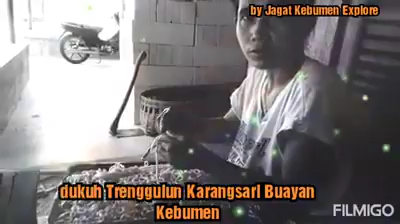 by Jagat Kebumen Explore
dukuh Trenggulun Karangsari Buayan
Kebumen
FILMIGO